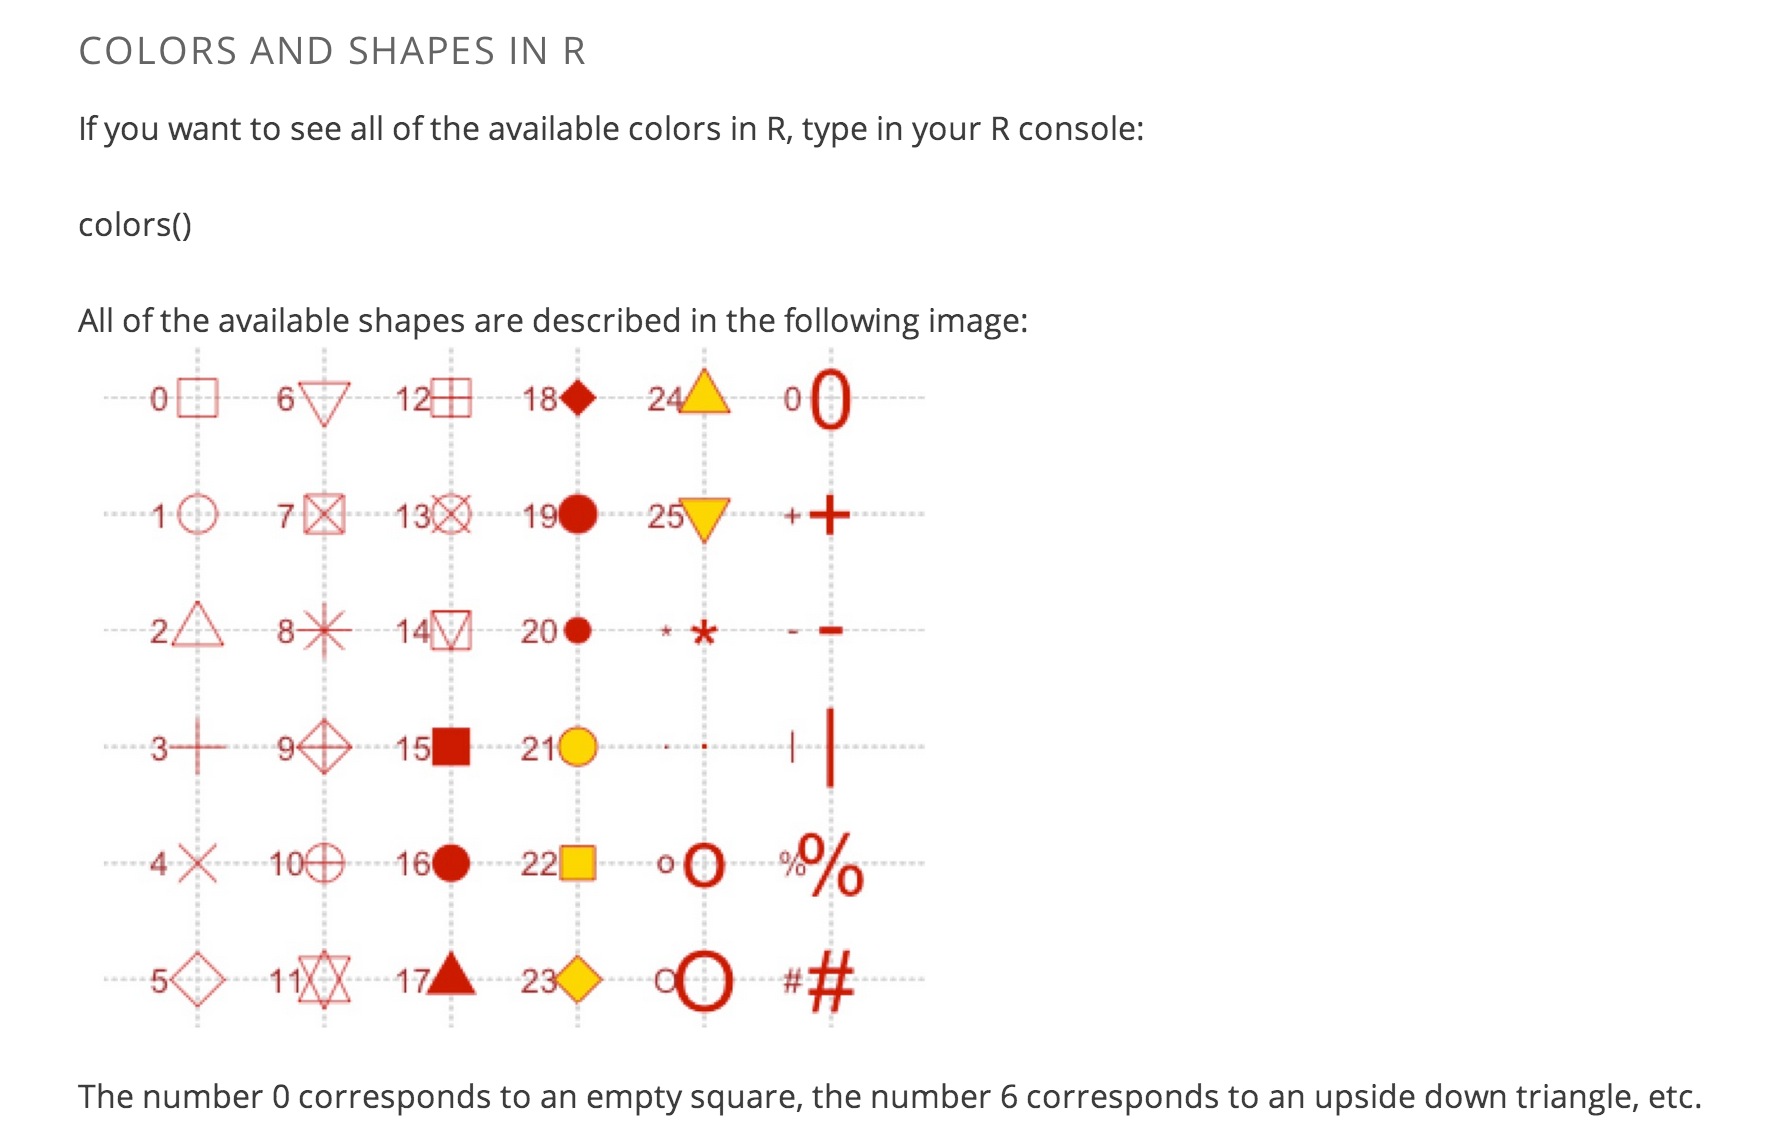 COLORS AND SHAPES IN R
If you want to see all of the available colors in R, type in your R console:
colors()
All of the available shapes are described in the following image:
0 6 12 18 24 0 0
1 7 13 19 25 + +
2 8 14 20 * * - -
3 9 15 21 . . | |
4 10 16 22 o o % %
5 11 17 23 O O # #
The number 0 corresponds to an empty square, the number 6 corresponds to an upside down triangle, etc.